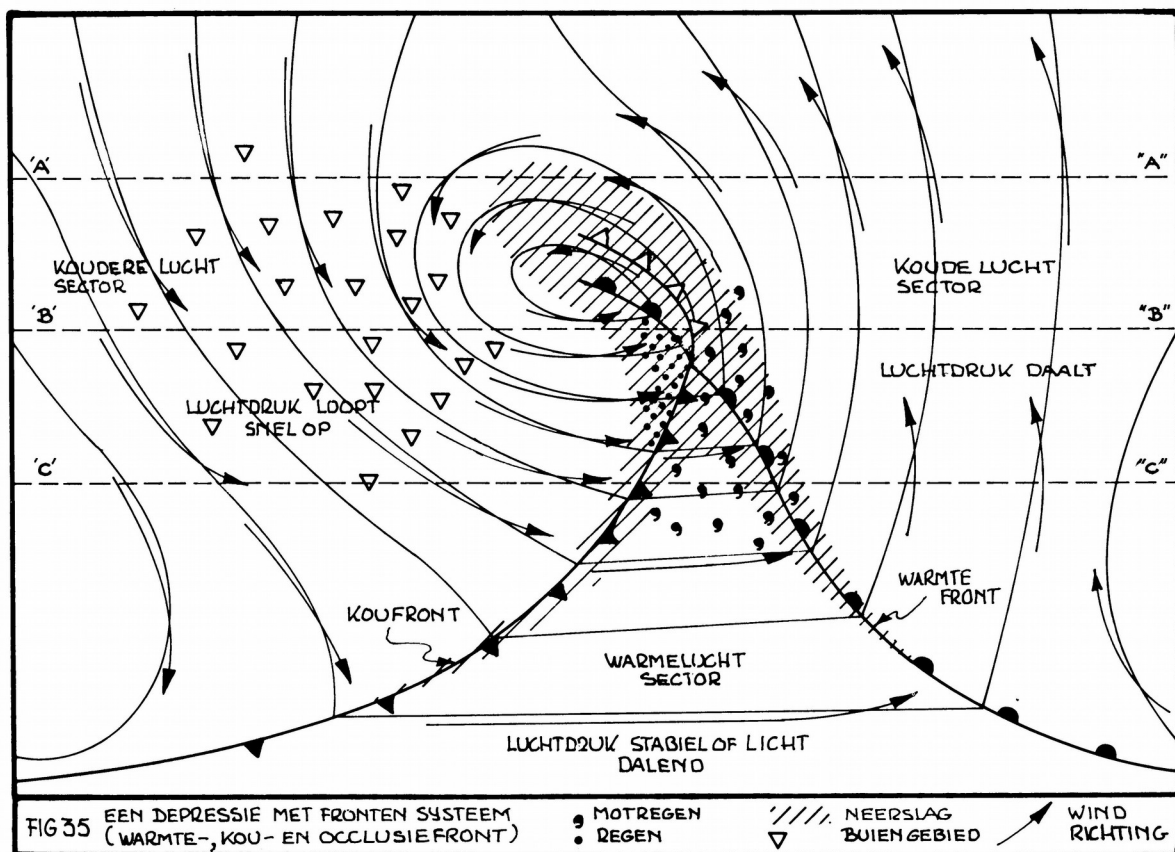 'A'
"A"
KOUDERE LUCHT
SECTOR
KOUDE LUCHT
SECTOR
'B'
"B"
LUCHTDRUK DAALT
LUCHTDRUK LOOPT
SNEL OP
'C'
"C"
KOUFRONT
WARMTE
FRONT
WARMELUCHT
SECTOR
LUCHTDRUK STABIEL OF LICHT
DALEND
FIG 35
EEN DEPRESSIE MET FRONTEN SYSTEEM
(WARMTE-, KOU- EN OCCLUSIEFRONT)
MOTREGEN
REGEN
NEERSLAG
BUIENGEBIED
WIND
RICHTING